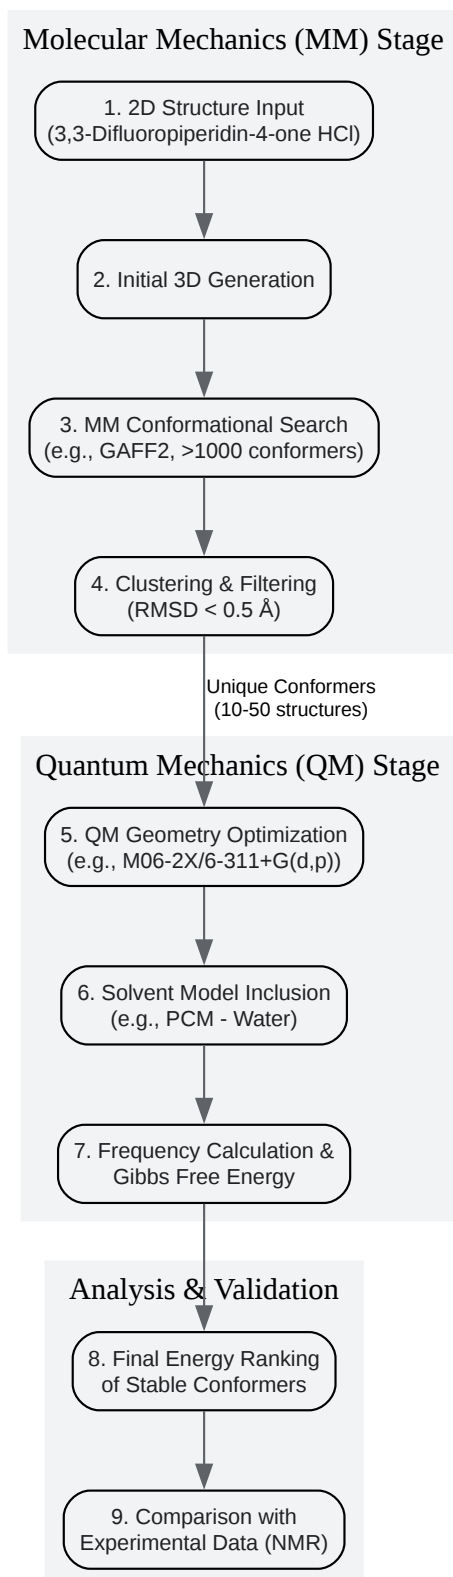 Molecular Mechanics (MM) Stage
1. 2D Structure Input
(3,3-Difluoropiperidin-4-one HCl)
2. Initial 3D Generation
3. MM Conformational Search
(e.g., GAFF2, >1000 conformers)
4. Clustering & Filtering
(RMSD < 0.5 Å)
Unique Conformers
(10-50 structures)
Quantum Mechanics (QM) Stage
5. QM Geometry Optimization
(e.g., M06-2X/6-311+G(d,p))
6. Solvent Model Inclusion
(e.g., PCM - Water)
7. Frequency Calculation &
Gibbs Free Energy
Analysis & Validation
8. Final Energy Ranking
of Stable Conformers
9. Comparison with
Experimental Data (NMR)